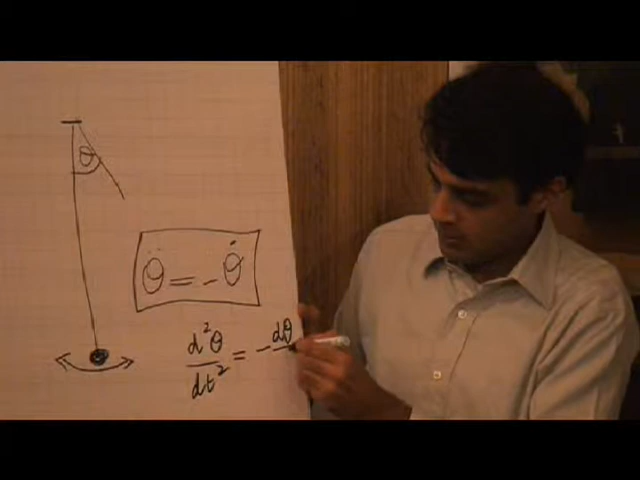 θ
θ̈ = - θ̇
d²θ/dt² = - dθ